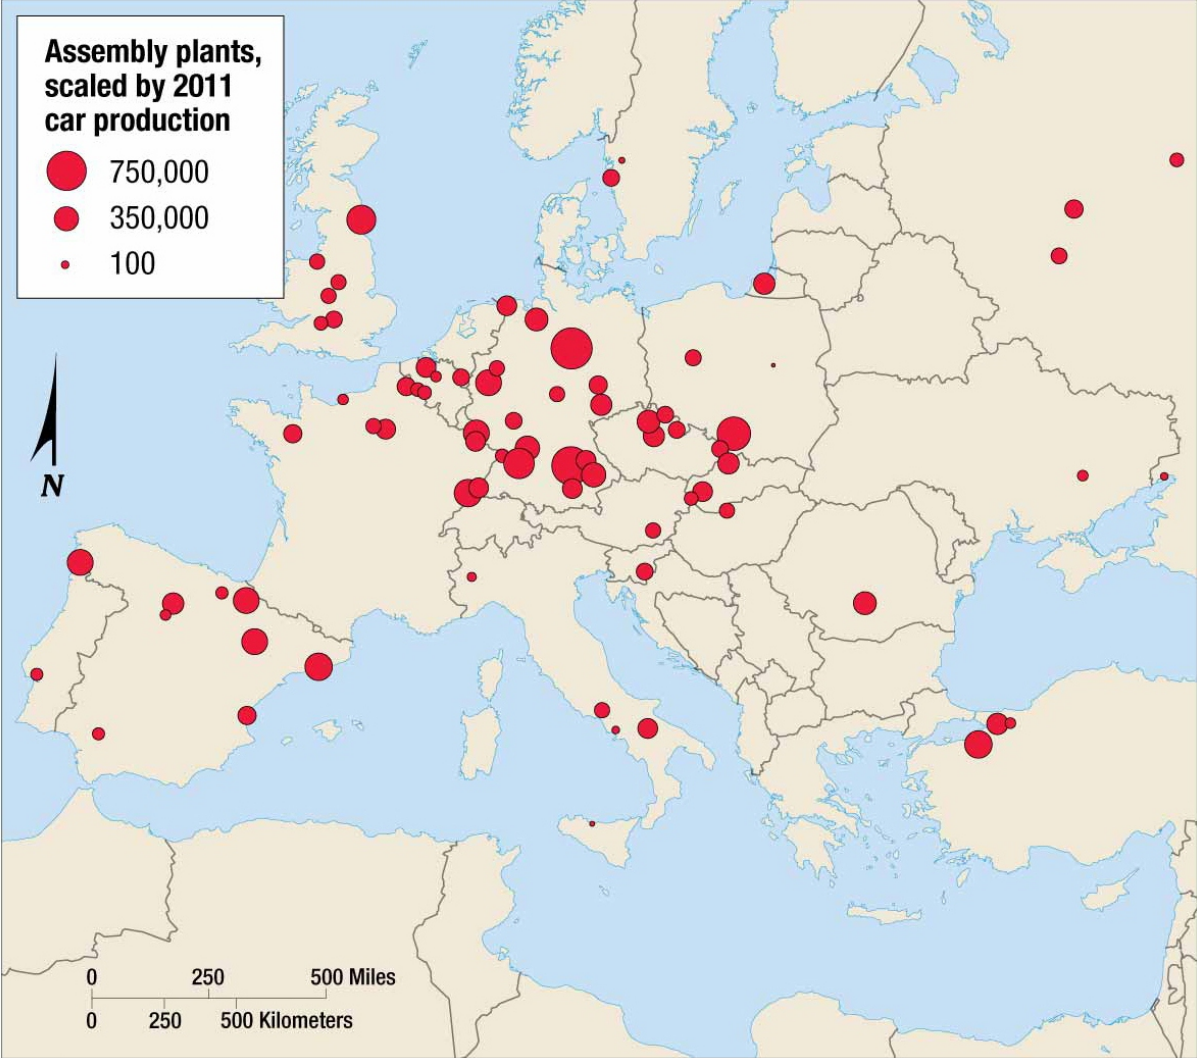 Assembly plants,
scaled by 2011
car production
750,000
350,000
100
N
0 250 500 Miles
0 250 500 Kilometers